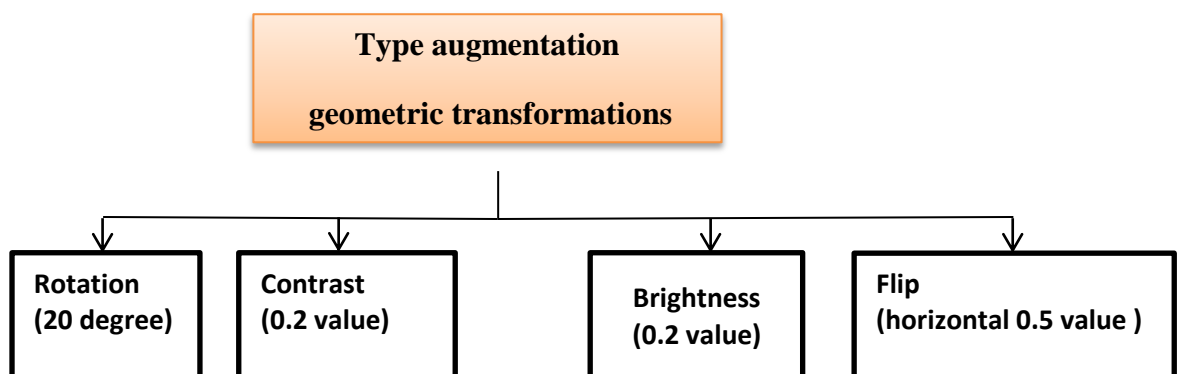 Type augmentation
geometric transformations
Rotation
(20 degree)
Contrast
(0.2 value)
Brightness
(0.2 value)
Flip
(horizontal 0.5 value )